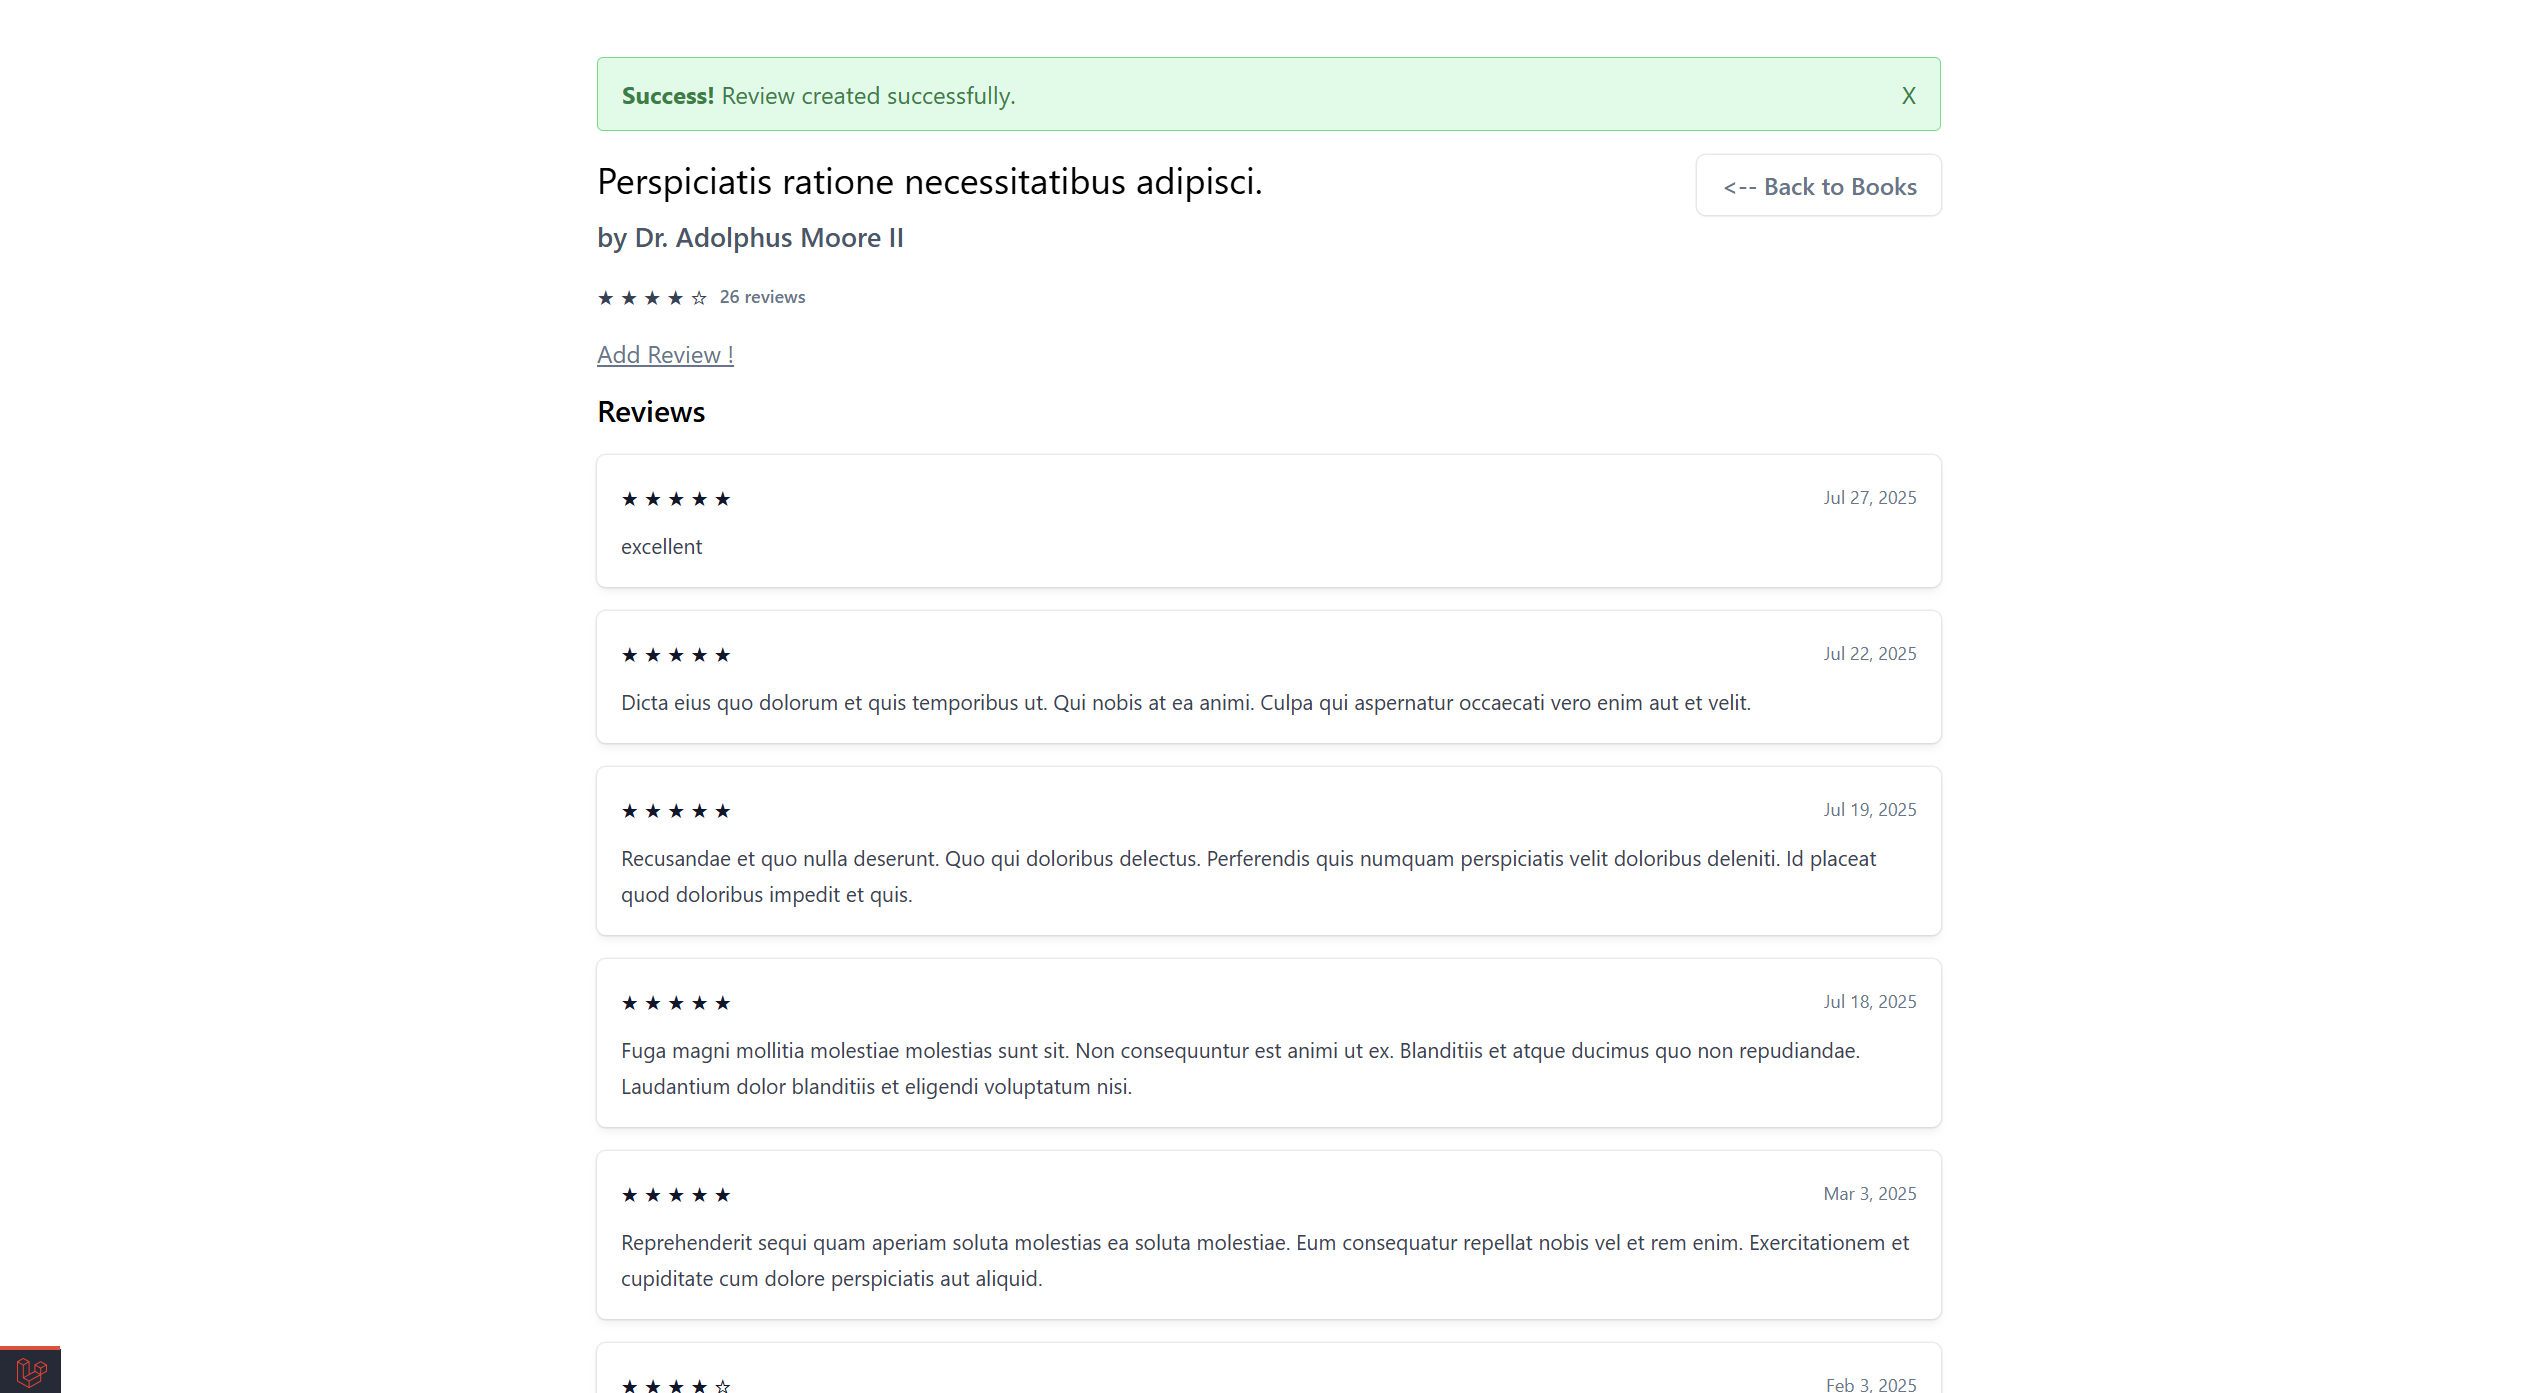 Success! Review created successfully.
X
Perspiciatis ratione necessitatibus adipisci.
<-- Back to Books
by Dr. Adolphus Moore II
★ ★ ★ ★ ☆ 26 reviews
Add Review !
Reviews
★ ★ ★ ★ ★
Jul 27, 2025
excellent
★ ★ ★ ★ ★
Jul 22, 2025
Dicta eius quo dolorum et quis temporibus ut. Qui nobis at ea animi. Culpa qui aspernatur occaecati vero enim aut et velit.
★ ★ ★ ★ ★
Jul 19, 2025
Recusandae et quo nulla deserunt. Quo qui doloribus delectus. Perferendis quis numquam perspiciatis velit doloribus deleniti. Id placeat
quod doloribus impedit et quis.
★ ★ ★ ★ ★
Jul 18, 2025
Fuga magni mollitia molestiae molestias sunt sit. Non consequuntur est animi ut ex. Blanditiis et atque ducimus quo non repudiandae.
Laudantium dolor blanditiis et eligendi voluptatum nisi.
★ ★ ★ ★ ★
Mar 3, 2025
Reprehenderit sequi quam aperiam soluta molestias ea soluta molestiae. Eum consequatur repellat nobis vel et rem enim. Exercitationem et
cupiditate cum dolore perspiciatis aut aliquid.
★ ★ ★ ★ ☆
Feb 3, 2025